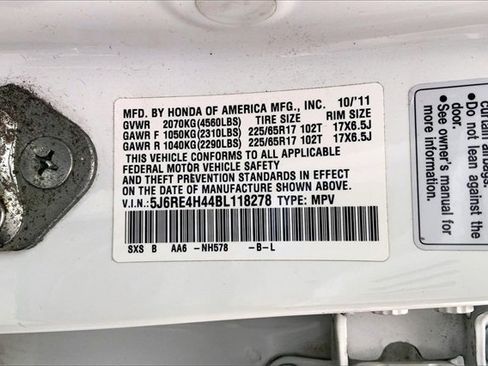 MFD. BY HONDA OF AMERICA MFG., INC. 10/'11
GVWR 2070KG(4560LBS) TIRE SIZE RIM SIZE
GAWR F 1050KG(2310LBS) 225/65R17 102T 17X6.5J
GAWR R 1040KG(2290LBS) 225/65R17 102T 17X6.5J
THIS VEHICLE CONFORMS TO ALL APPLICABLE
FEDERAL MOTOR VEHICLE SAFETY
AND THEFT PREVENTION STANDARDS IN EFFECT
ON THE DATE OF MANUFACTURE SHOWN ABOVE.
V.I.N.: 5J6RE4H44BL118278 TYPE: MPV
SXS B AA6 -NH578 -B-L
curtain airbags.
• Do not lean against the
door.
• See owner's manual for
more information.